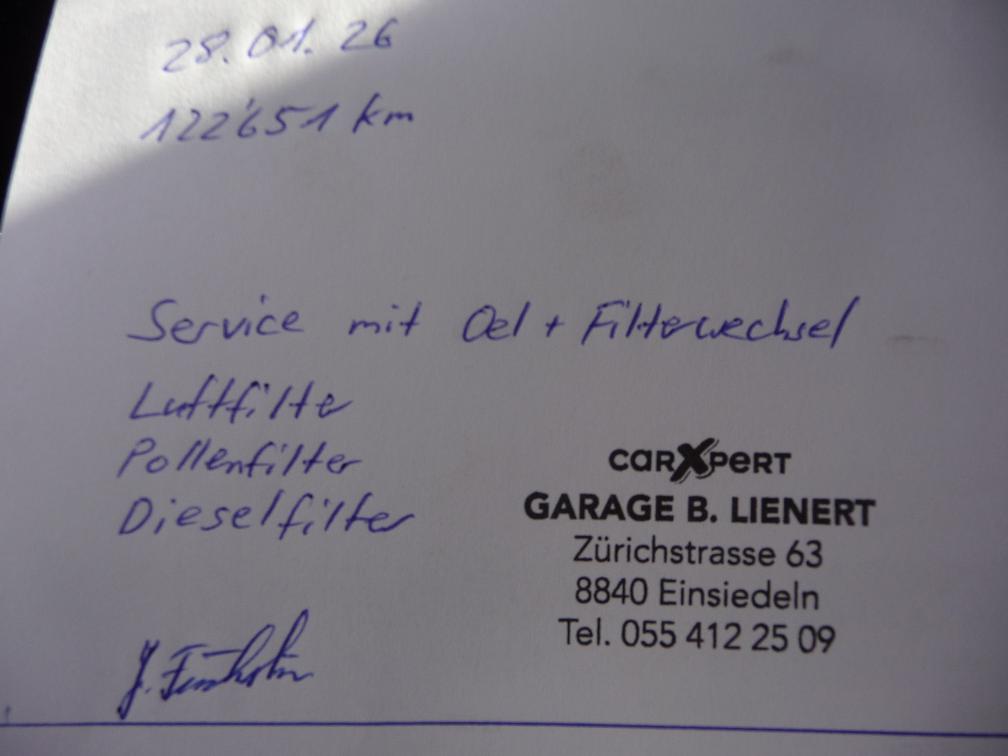 28.01.26
122'651 km
Service mit Oel + Filterwechsel
Luftfilter
Pollenfilter
Dieselfilter
carXpert
GARAGE B. LIENERT
Zürichstrasse 63
8840 Einsiedeln
Tel. 055 412 25 09